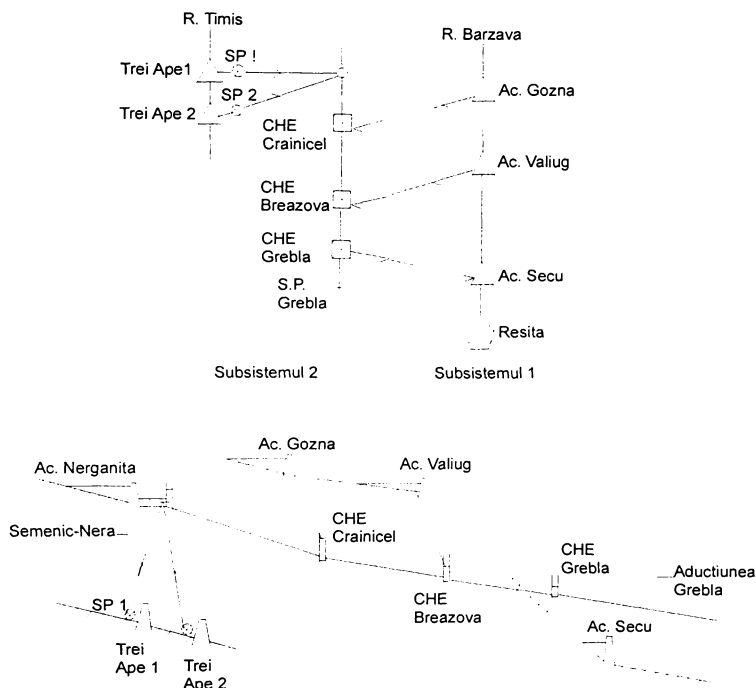 R. Timis
R. Barzava
SP !
Trei Ape1
Ac. Gozna
SP 2
Trei Ape 2
CHE
Crainicel
Ac. Valiug
CHE
Breazova
CHE
Grebla
Ac. Secu
S.P.
Grebla
Resita
Subsistemul 2
Subsistemul 1
Ac. Gozna
Ac. Nerganita
Ac. Valiug
Semenic-Nera
CHE
Crainicel
CHE
Grebla
Aductiunea
Grebla
CHE
Breazova
SP 1
Ac. Secu
Trei
Ape 1
Trei
Ape 2